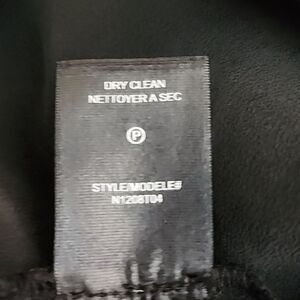 DRY CLEAN
NETTOYER A SEC
P
STYLE/MODELE#
N1208T04